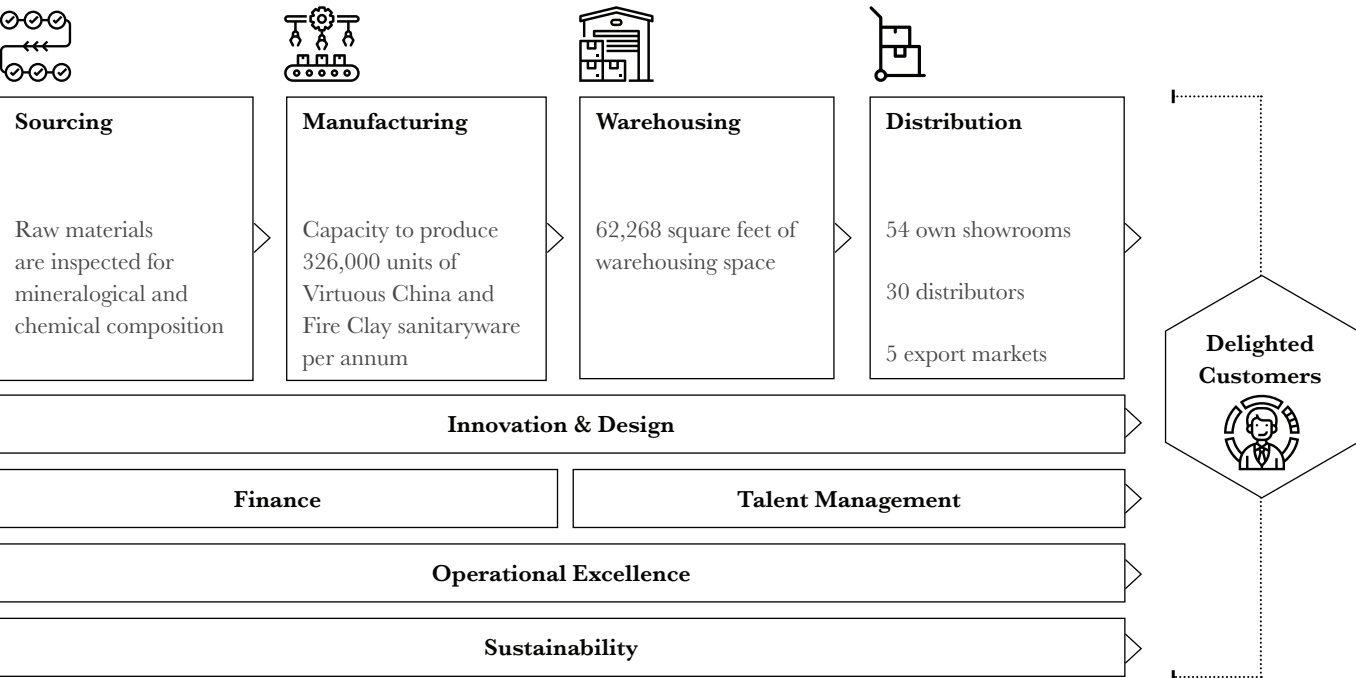 Sourcing
Raw materials
are inspected for
mineralogical and
chemical composition
Manufacturing
Capacity to produce
326,000 units of
Virtuous China and
Fire Clay sanitaryware
per annum
Warehousing
62,268 square feet of
warehousing space
Distribution
54 own showrooms
30 distributors
5 export markets
Innovation & Design
Finance
Talent Management
Operational Excellence
Sustainability
Delighted
Customers